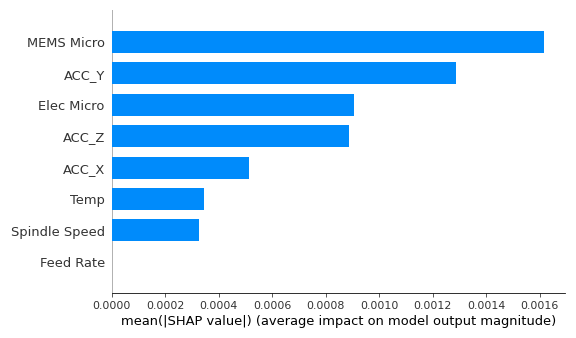 MEMS Micro
ACC_Y
Elec Micro
ACC_Z
ACC_X
Temp
Spindle Speed
Feed Rate
0.0000 0.0002 0.0004 0.0006 0.0008 0.0010 0.0012 0.0014 0.0016
mean(|SHAP value|) (average impact on model output magnitude)